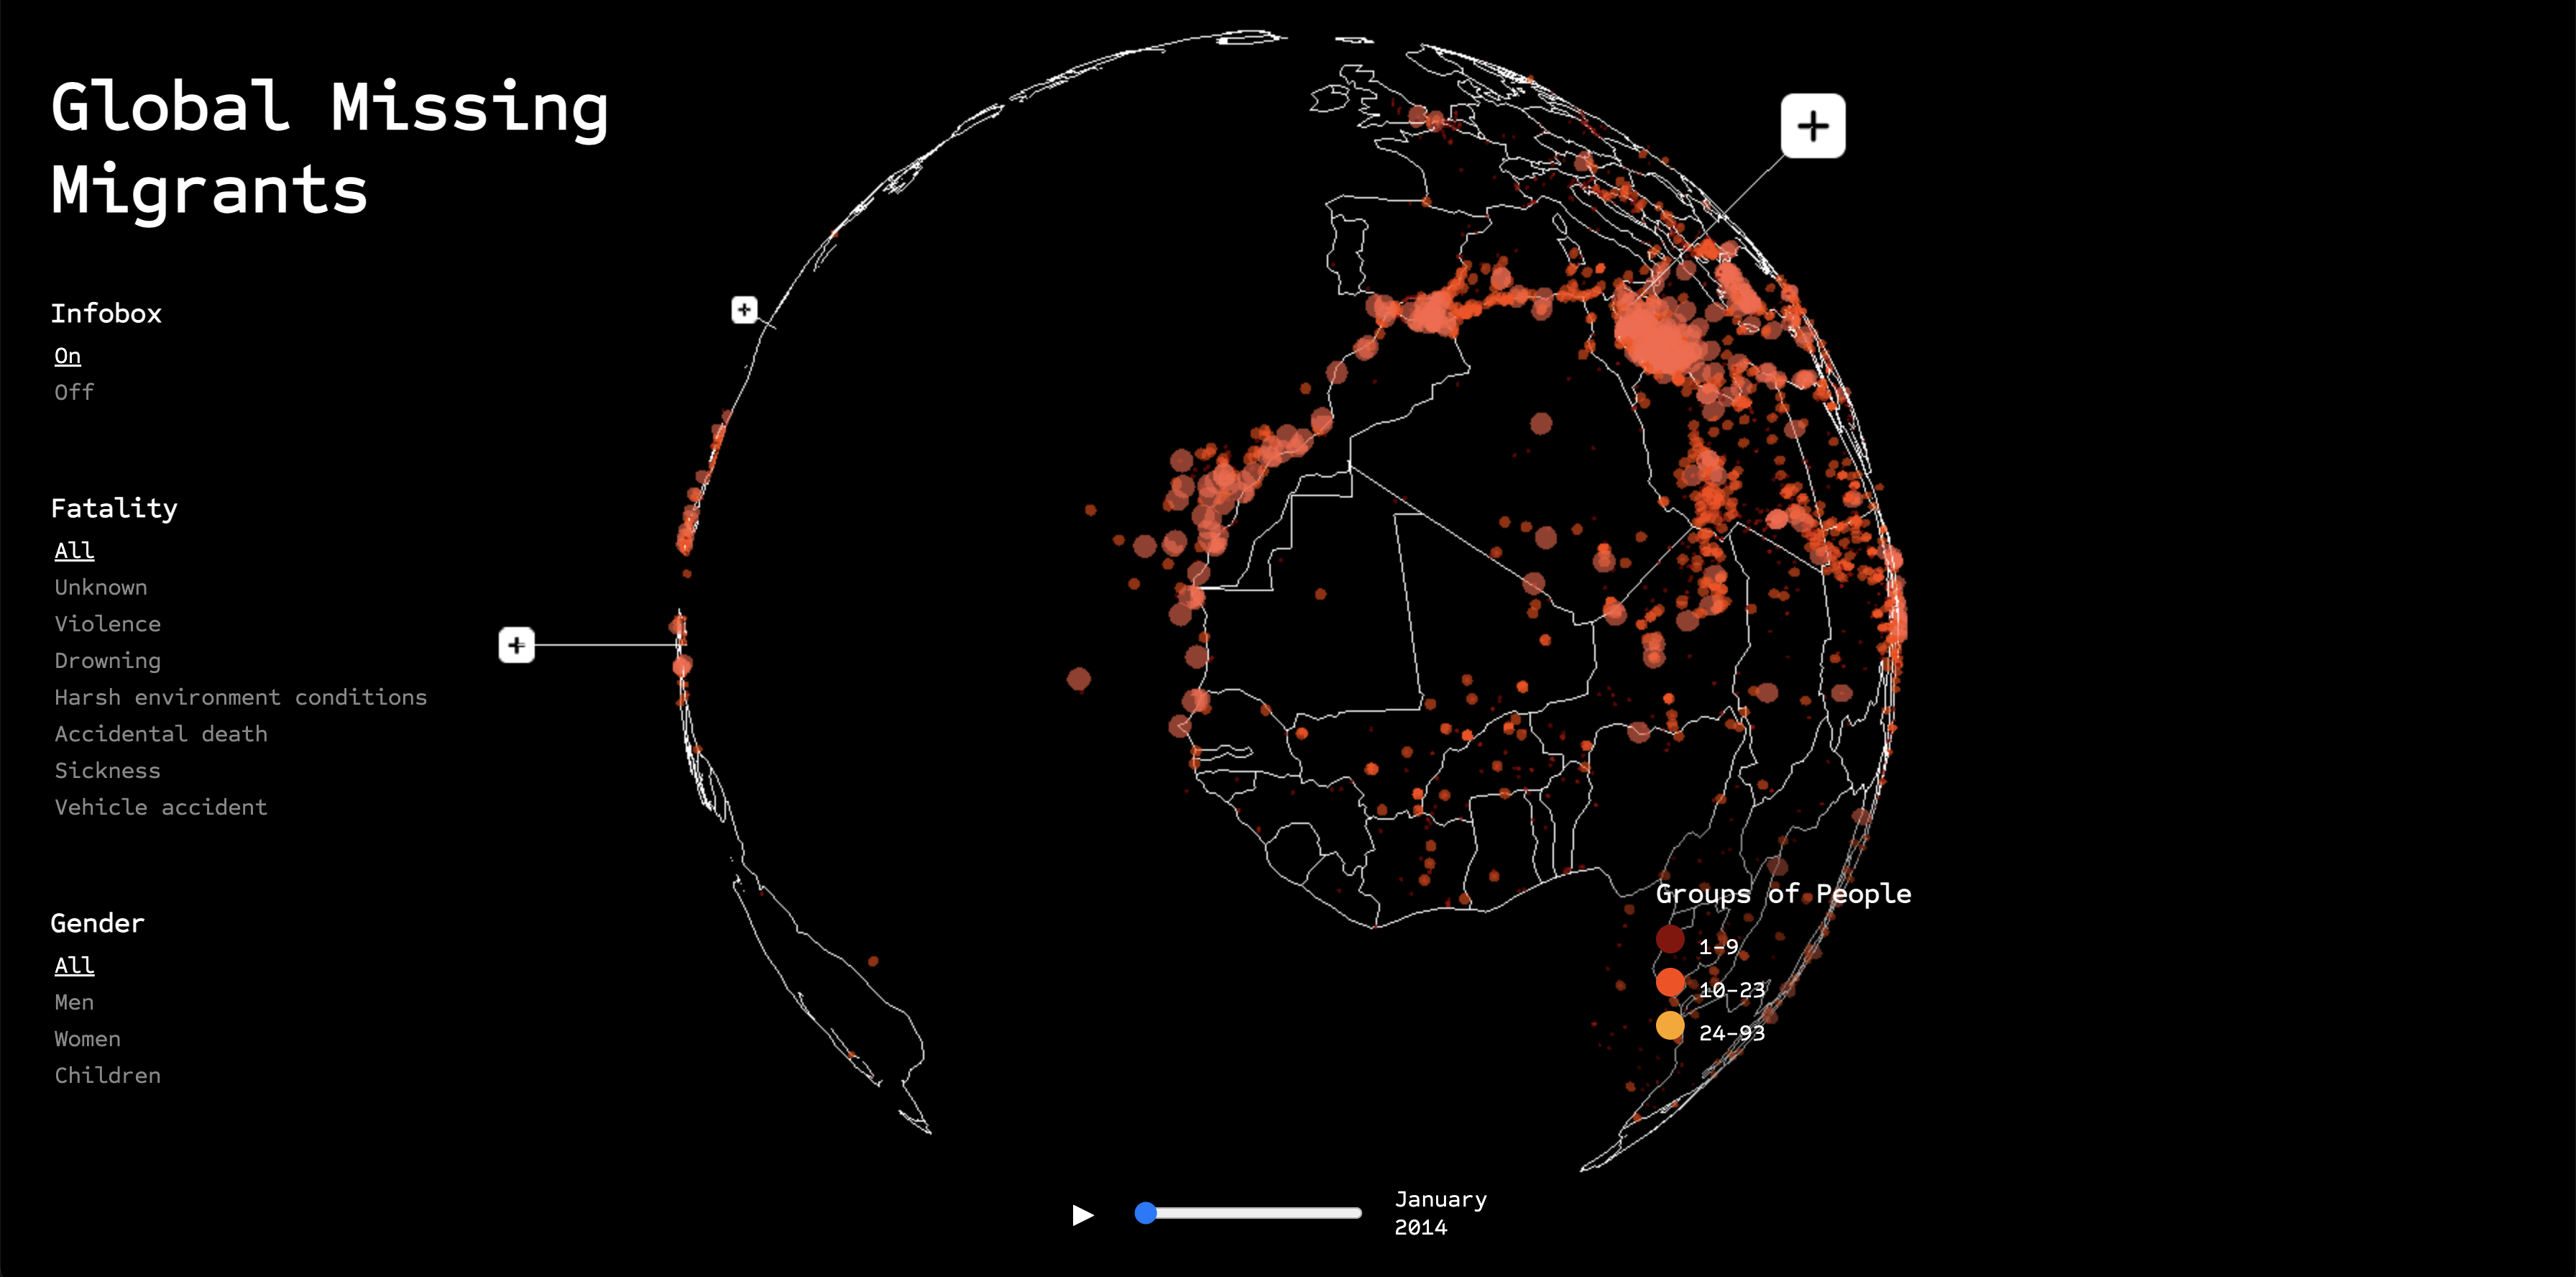 Global Missing
Migrants
Infobox
On
Off
Fatality
All
Unknown
Violence
Drowning
Harsh environment conditions
Accidental death
Sickness
Vehicle accident
Gender
All
Men
Women
Children
Groups of People
1-9
10-23
24-93
January
2014